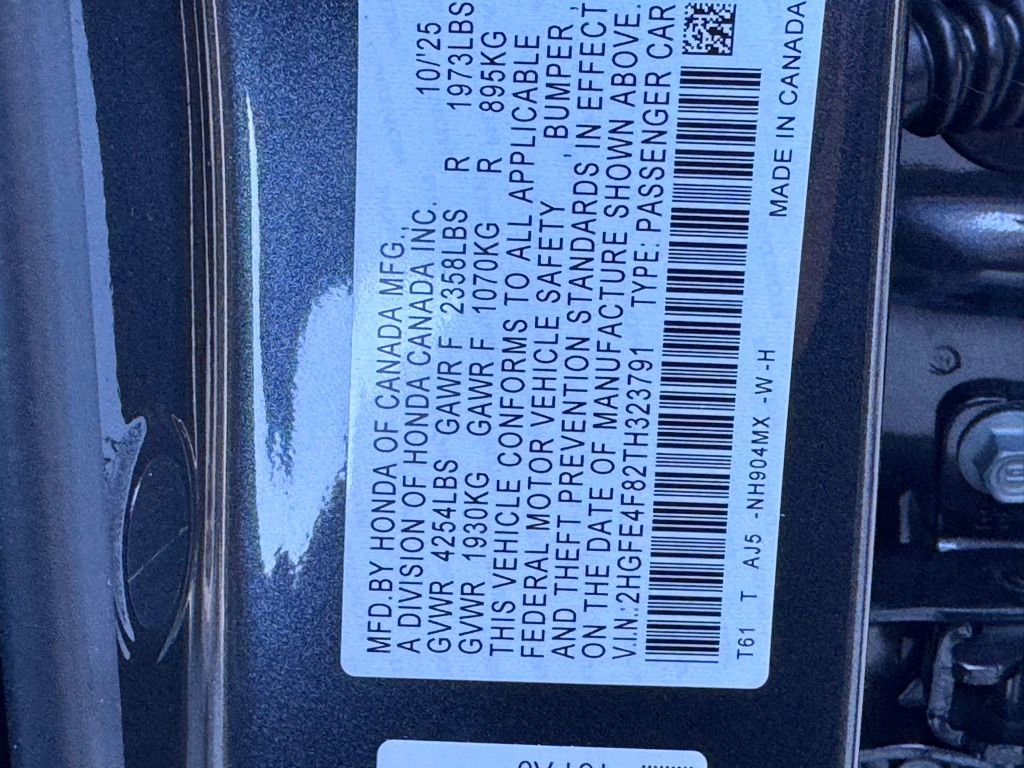 MFD.BY HONDA OF CANADA MFG., 10/'25
A DIVISION OF HONDA CANADA INC.
GVWR 4254LBS GAWR F 2358LBS R 1973LBS
GVWR 1930KG GAWR F 1070KG R 895KG
THIS VEHICLE CONFORMS TO ALL APPLICABLE
FEDERAL MOTOR VEHICLE SAFETY, BUMPER,
AND THEFT PREVENTION STANDARDS IN EFFECT
ON THE DATE OF MANUFACTURE SHOWN ABOVE.
V.I.N.:2HGFE4F82TH323791 TYPE: PASSENGER CAR
T61 T AJ5 -NH904MX -W -H MADE IN CANADA